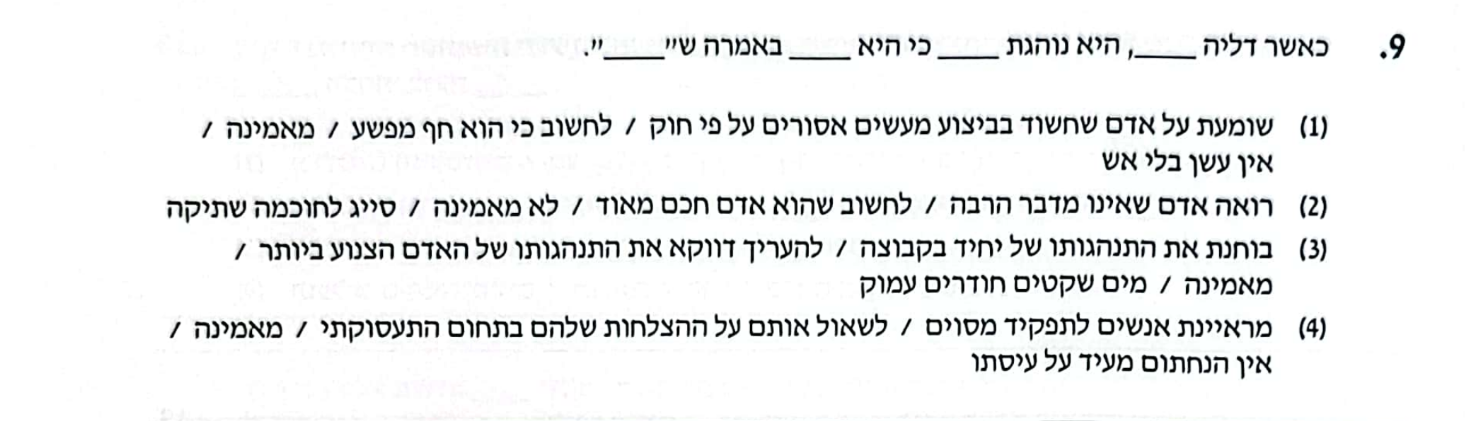 9. כאשר דליה ____, היא נוהגת ____ כי היא ____ באמרה ש"____".
(1) שומעת על אדם שחשוד בביצוע מעשים אסורים על פי חוק / לחשוב כי הוא חף מפשע / מאמינה /
אין עשן בלי אש
(2) רואה אדם שאינו מדבר הרבה / לחשוב שהוא אדם חכם מאוד / לא מאמינה / סייג לחוכמה שתיקה
(3) בוחנת את התנהגותו של יחיד בקבוצה / להעריך דווקא את התנהגותו של האדם הצנוע ביותר /
מאמינה / מים שקטים חודרים עמוק
(4) מראיינת אנשים לתפקיד מסוים / לשאול אותם על ההצלחות שלהם בתחום התעסוקתי / מאמינה /
אין הנחתום מעיד על עיסתו